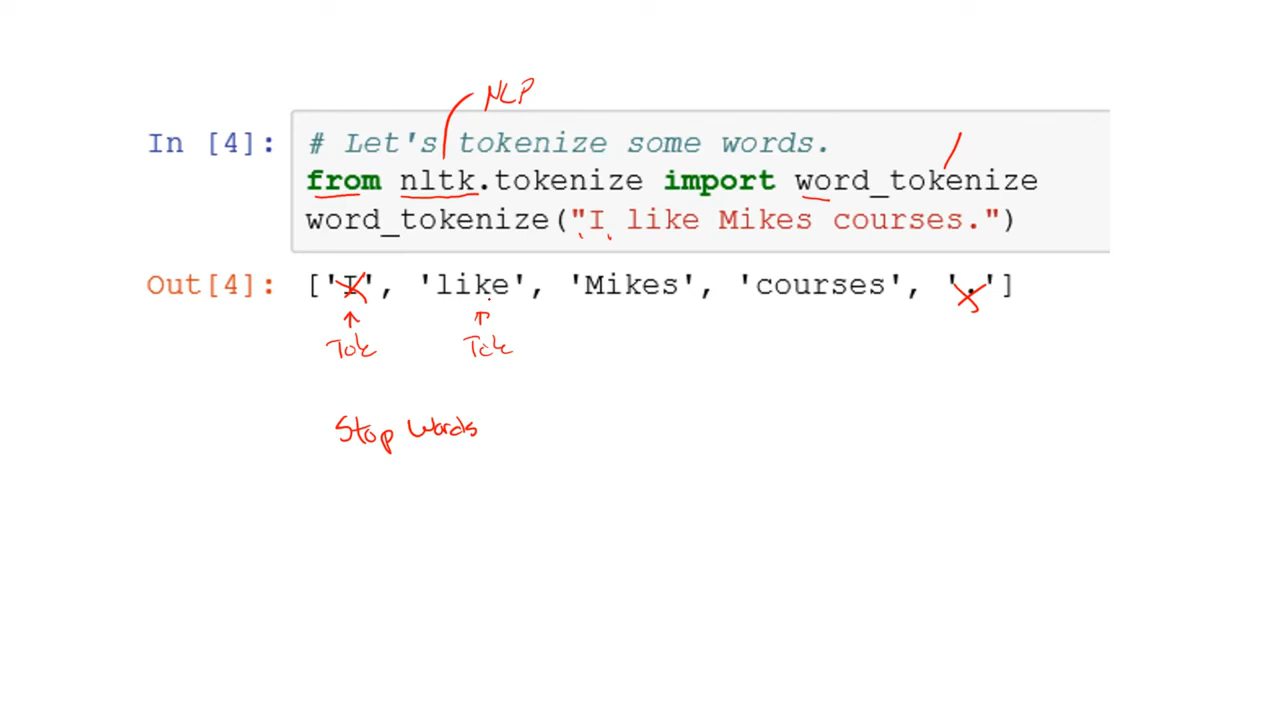 NLP
In [4]: # Let's tokenize some words.
from nltk.tokenize import word_tokenize
word_tokenize("I like Mikes courses.")
Out[4]: ['I', 'like', 'Mikes', 'courses', '.']
Tok Tok
Stop Words